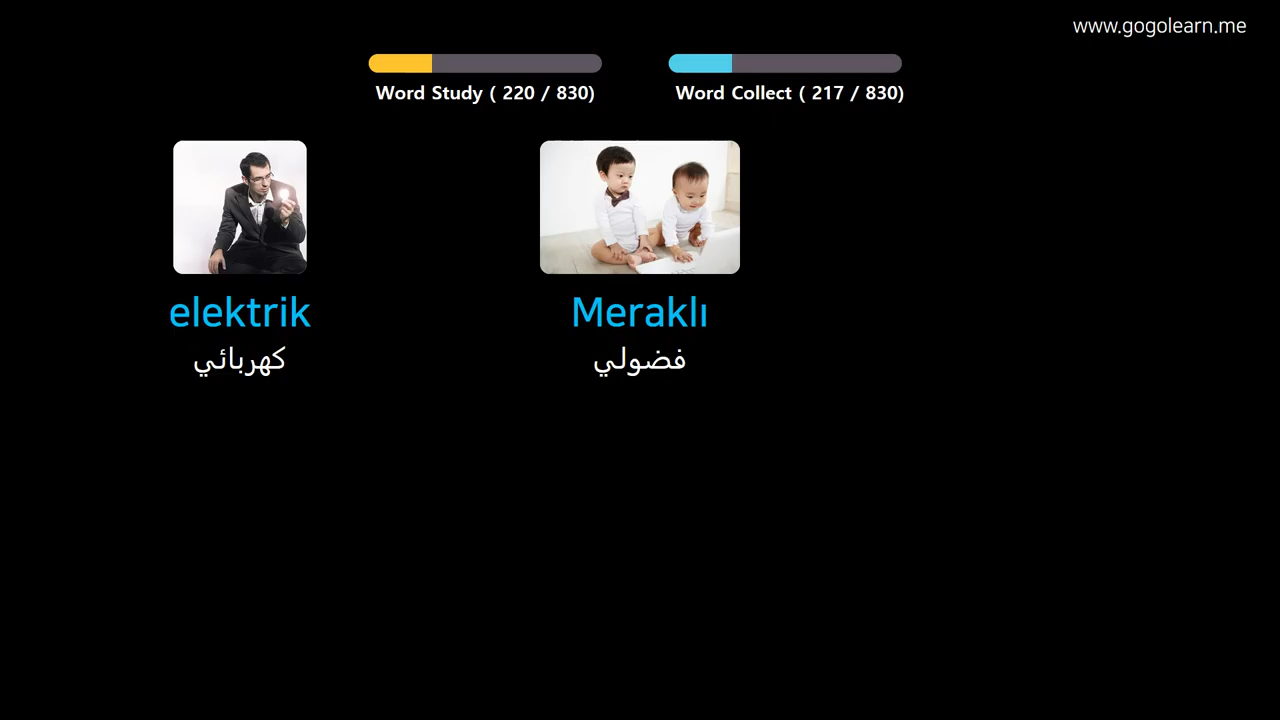 www.gogolearn.me
Word Study ( 220 / 830)
Word Collect ( 217 / 830)
elektrik
كهربائي
Meraklı
فضولي